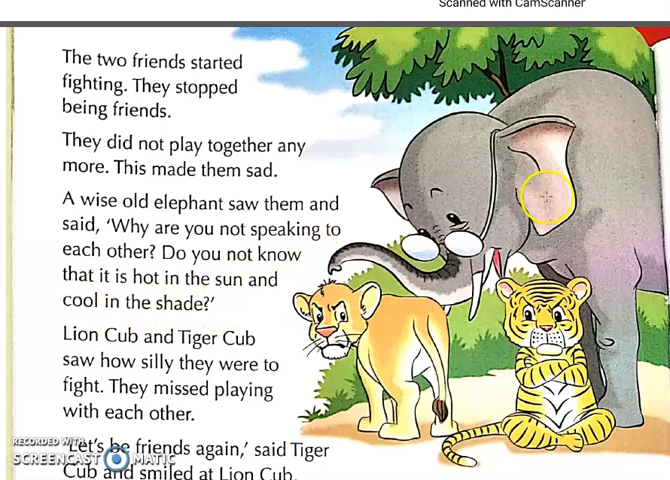 Scanned with CamScanner
The two friends started
fighting. They stopped
being friends.
They did not play together any
more. This made them sad.
A wise old elephant saw them and
said, ‘Why are you not speaking to
each other? Do you not know
that it is hot in the sun and
cool in the shade?’
Lion Cub and Tiger Cub
saw how silly they were to
fight. They missed playing
with each other.
‘Let’s be friends again,’ said Tiger
Cub and smiled at Lion Cub.
RECORDED WITH
SCREENCAST MATIC